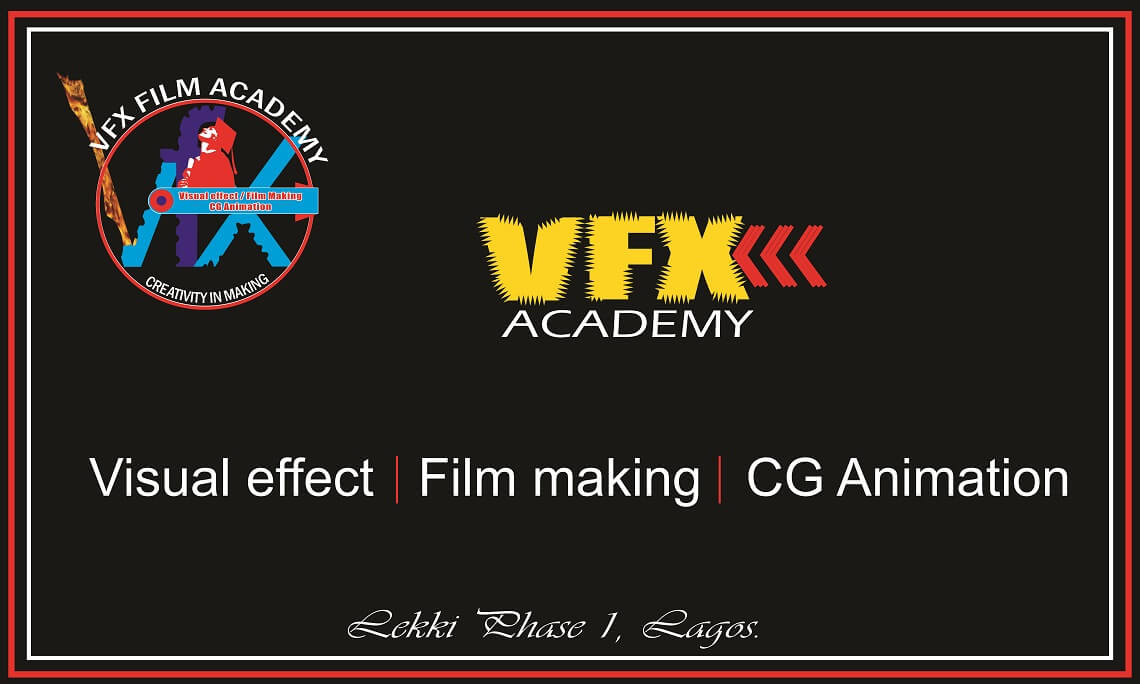 VFX FILM ACADEMY
VFX
Visual effect / Film Making
CG Animation
CREATIVITY IN MAKING
VFX
ACADEMY
Visual effect | Film making | CG Animation
Lekki Phase 1, Lagos.